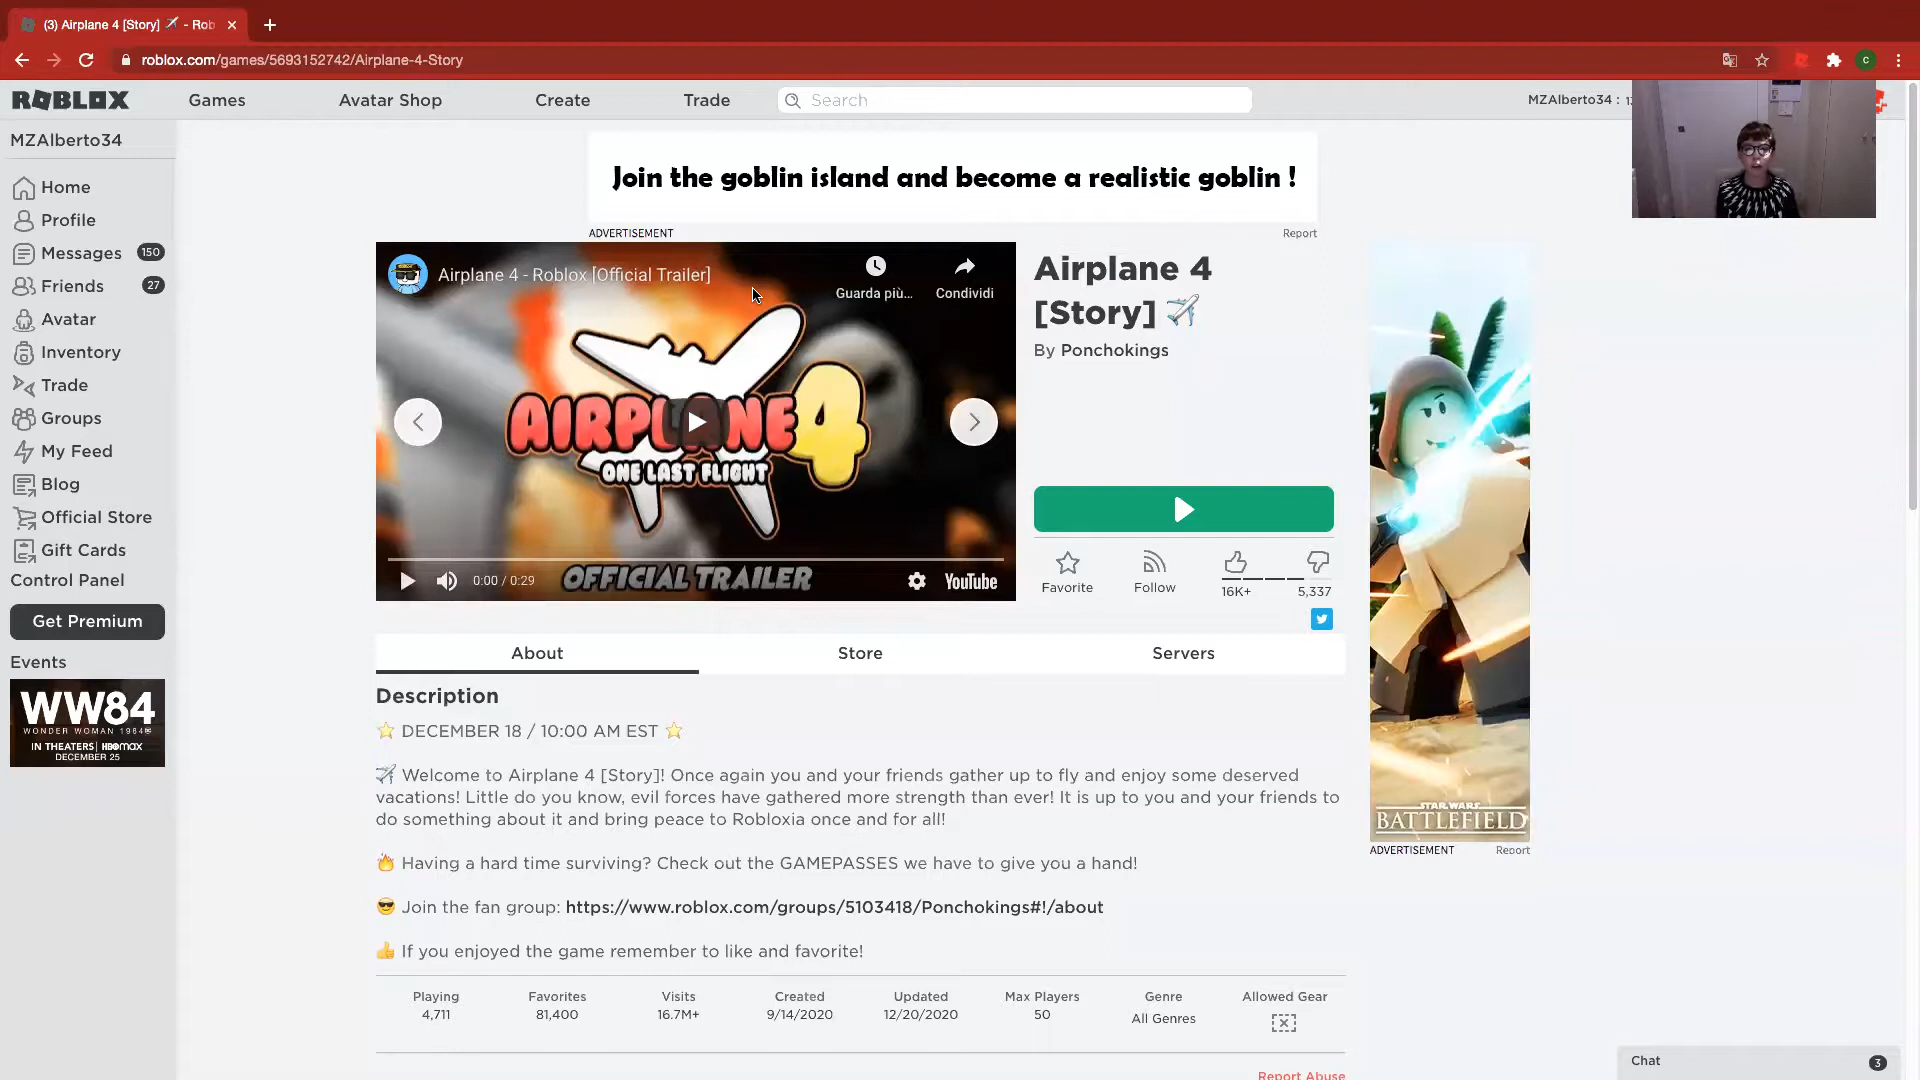 (3) Airplane 4 [Story] ✈️ - Rob
roblox.com/games/5693152742/Airplane-4-Story
C
ROBLOX
Games
Avatar Shop
Create
Trade
Search
MZAlberto34 :
MZAlberto34
Home
Profile
Messages 150
Friends 27
Avatar
Inventory
Trade
Groups
My Feed
Blog
Official Store
Gift Cards
Control Panel
Get Premium
Events
WW84
WONDER WOMAN 1984
IN THEATERS | HBOmax
DECEMBER 25
Join the goblin island and become a realistic goblin !
ADVERTISEMENT
Report
Airplane 4 - Roblox [Official Trailer]
Guarda più...
Condividi
AIRPLANE 4
ONE LAST FLIGHT
OFFICIAL TRAILER
0:00 / 0:29
YouTube
Airplane 4
[Story] ✈️
By Ponchokings
Favorite
Follow
16K+
5,337
STAR WARS
BATTLEFIELD
ADVERTISEMENT
Report
About
Store
Servers
Description
⭐ DECEMBER 18 / 10:00 AM EST ⭐
✈️ Welcome to Airplane 4 [Story]! Once again you and your friends gather up to fly and enjoy some deserved
vacations! Little do you know, evil forces have gathered more strength than ever! It is up to you and your friends to
do something about it and bring peace to Robloxia once and for all!
🔥 Having a hard time surviving? Check out the GAMEPASSES we have to give you a hand!
😎 Join the fan group: https://www.roblox.com/groups/5103418/Ponchokings#!/about
👍 If you enjoyed the game remember to like and favorite!
Playing
4,711
Favorites
81,400
Visits
16.7M+
Created
9/14/2020
Updated
12/20/2020
Max Players
50
Genre
All Genres
Allowed Gear
Report Abuse
Chat
3